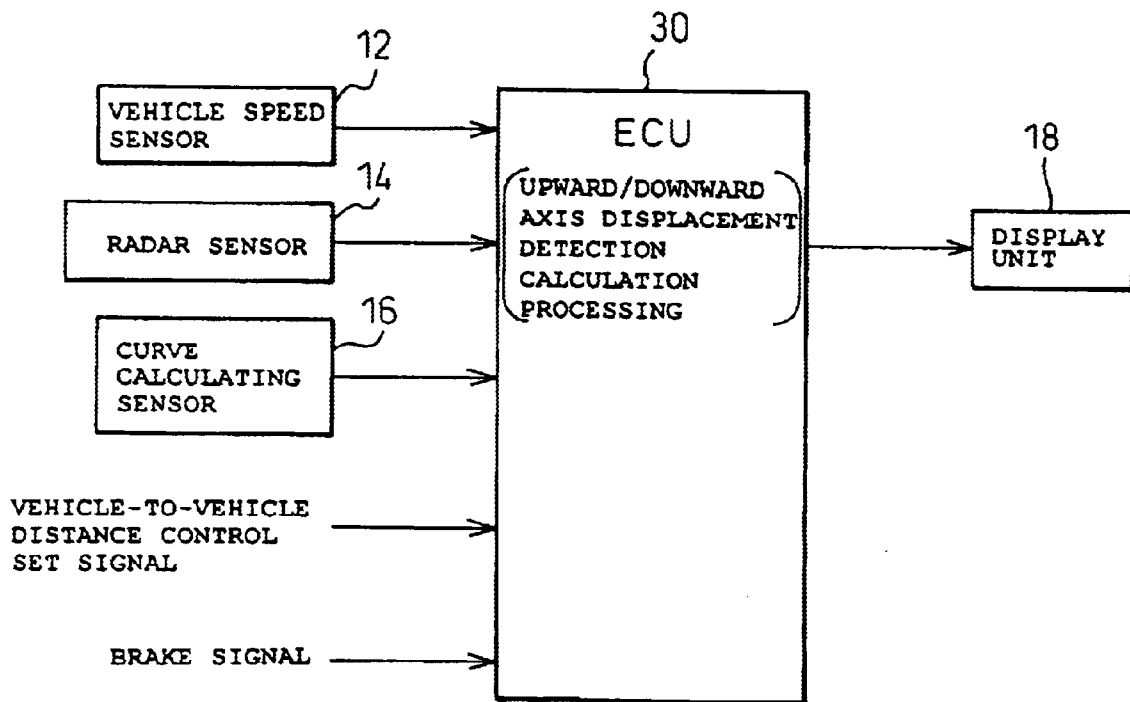 30
12
VEHICLE SPEED
SENSOR
ECU
18
14
UPWARD/DOWNWARD
AXIS DISPLACEMENT
DETECTION
CALCULATION
PROCESSING
RADAR SENSOR
DISPLAY
UNIT
16
CURVE
CALCULATING
SENSOR
VEHICLE-TO-VEHICLE
DISTANCE CONTROL
SET SIGNAL
BRAKE SIGNAL